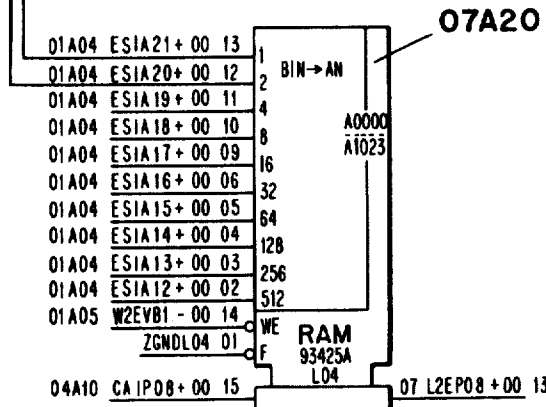 07A20
01A04 ESIA21+ 00 13 1
01A04 ESIA20+ 00 12 2 BIN→AN
01A04 ESIA19+ 00 11 4
01A04 ESIA18+ 00 10 8 A0000
01A04 ESIA17+ 00 09 16 A1023
01A04 ESIA16+ 00 06 32
01A04 ESIA15+ 00 05 64
01A04 ESIA14+ 00 04 128
01A04 ESIA13+ 00 03 256
01A04 ESIA12+ 00 02 512
01A05 W2EVB1 - 00 14 WE
ZGNDL04 01 F
RAM
93425A
L04
04A10 CAIP08+ 00 15 07 L2EP08 +00 13